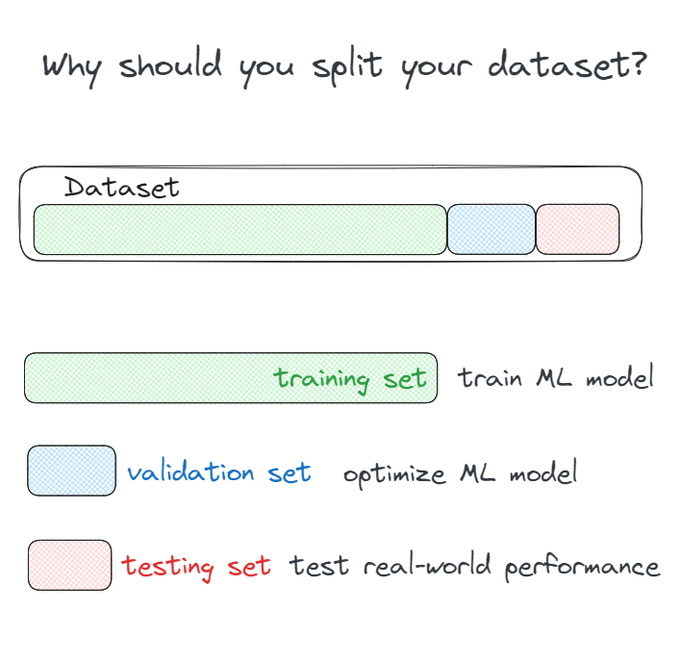 Why should you split your dataset?
Dataset
training set train ML model
validation set optimize ML model
testing set test real-world performance